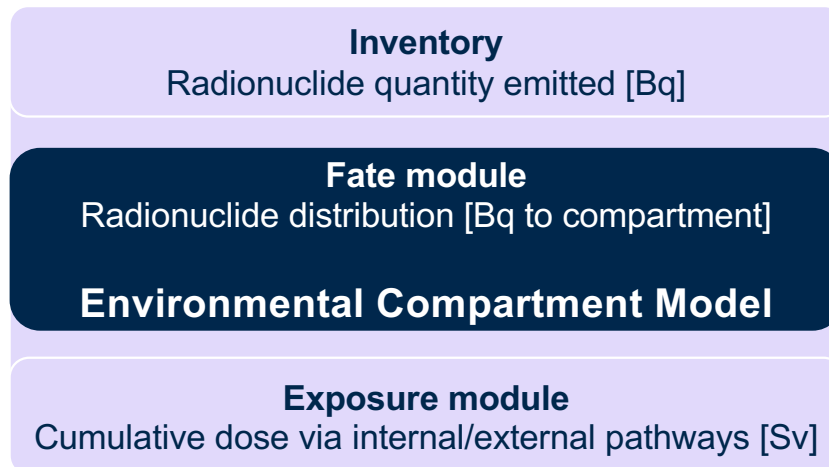 Inventory
Radionuclide quantity emitted [Bq]
Fate module
Radionuclide distribution [Bq to compartment]
Environmental Compartment Model
Exposure module
Cumulative dose via internal/external pathways [Sv]